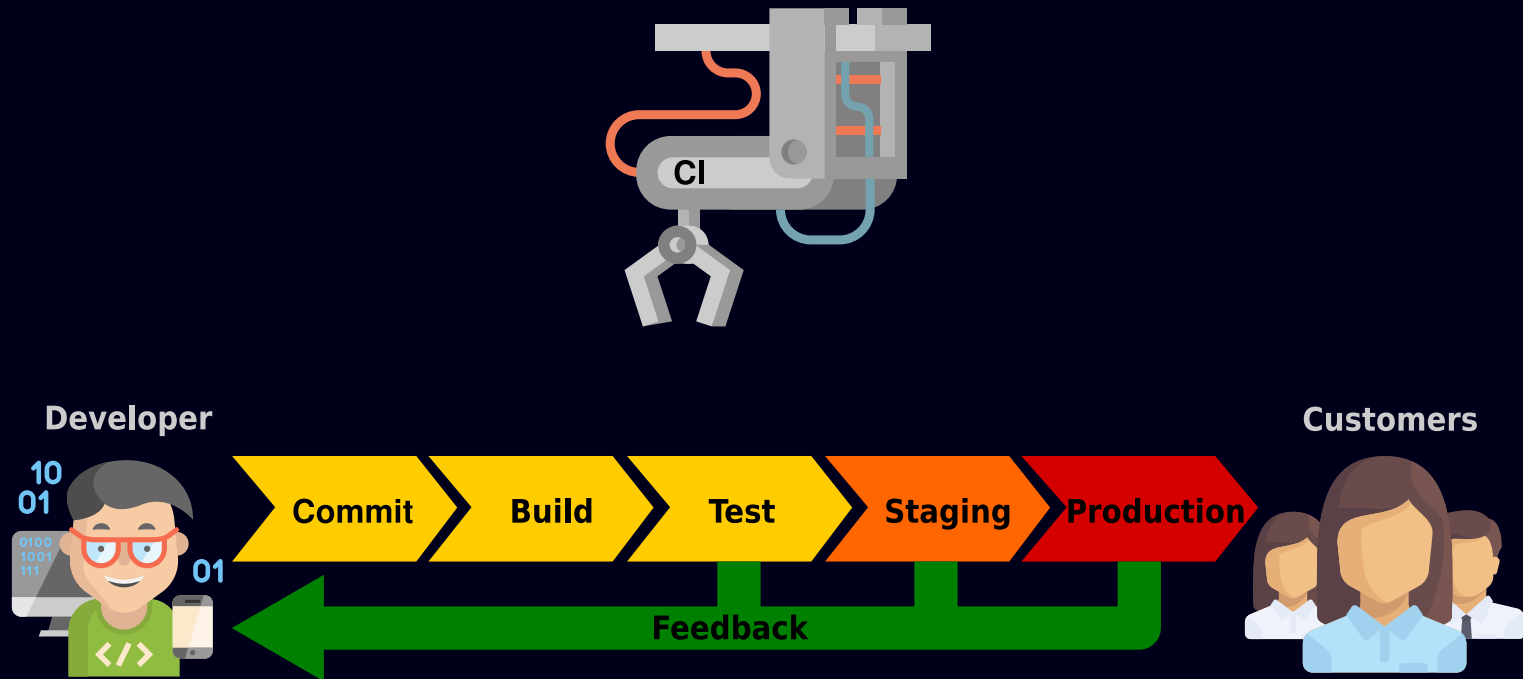 CI
Developer
Customers
10
01
0100
1001
111
01
Commit
Build
Test
Staging
Production
</>
Feedback